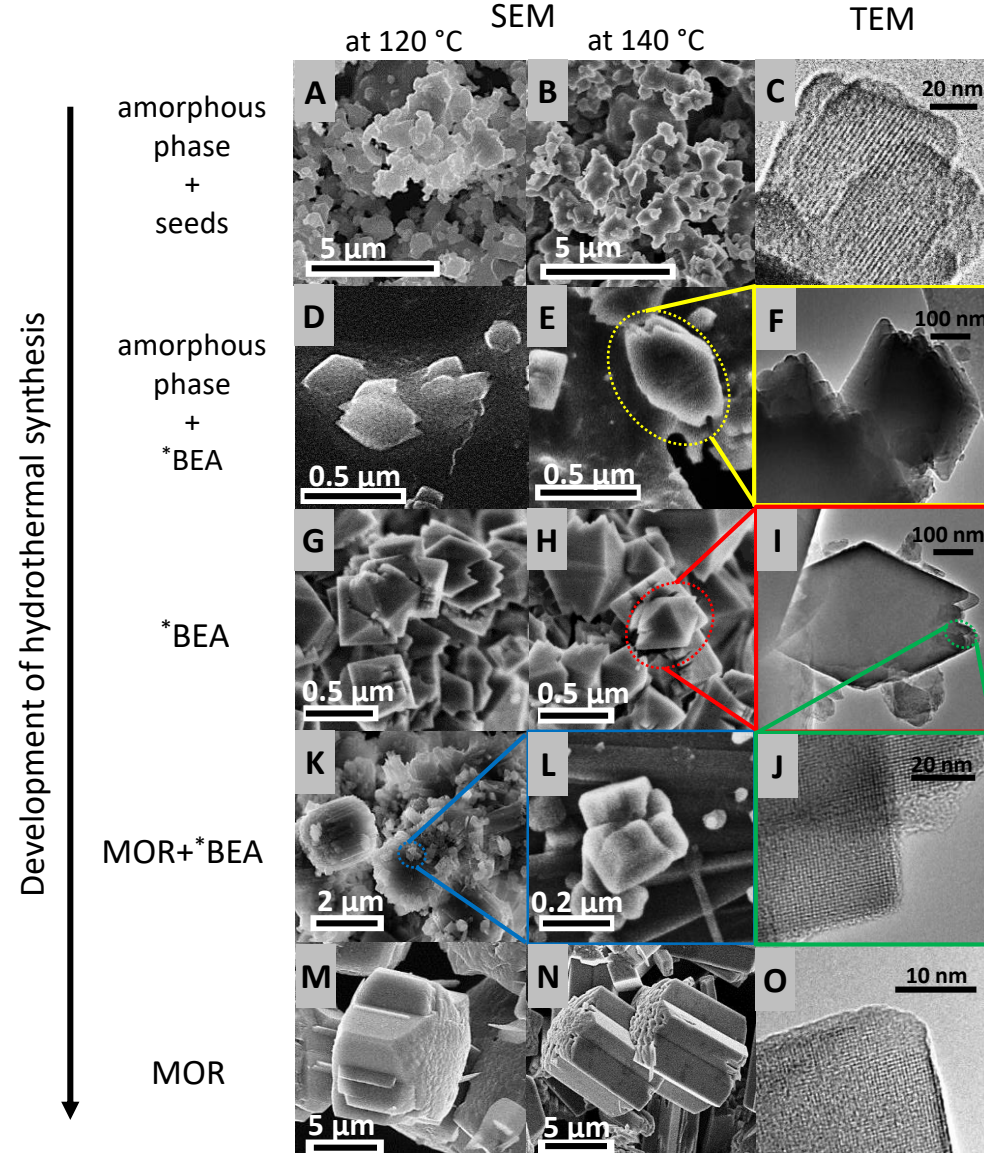 SEM
TEM
at 120 °C
at 140 °C
Development of hydrothermal synthesis
amorphous
phase
+
seeds
A
5 µm
B
5 µm
C
20 nm
amorphous
phase
+
*BEA
D
0.5 µm
E
0.5 µm
F
100 nm
*BEA
G
0.5 µm
H
0.5 µm
I
100 nm
MOR+*BEA
K
2 µm
L
0.2 µm
J
20 nm
MOR
M
5 µm
N
5 µm
O
10 nm